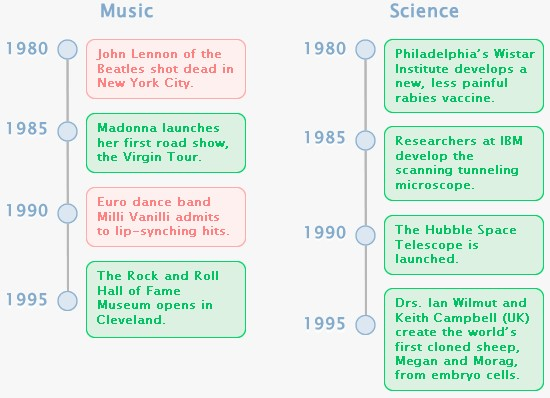 Music
1980
John Lennon of the
Beatles shot dead in
New York City.
1985
Madonna launches
her first road show,
the Virgin Tour.
1990
Euro dance band
Milli Vanilli admits
to lip-synching hits.
1995
The Rock and Roll
Hall of Fame
Museum opens in
Cleveland.
Science
1980
Philadelphia's Wistar
Institute develops a
new, less painful
rabies vaccine.
1985
Researchers at IBM
develop the
scanning tunneling
microscope.
1990
The Hubble Space
Telescope is
launched.
1995
Drs. Ian Wilmut and
Keith Campbell (UK)
create the world's
first cloned sheep,
Megan and Morag,
from embryo cells.